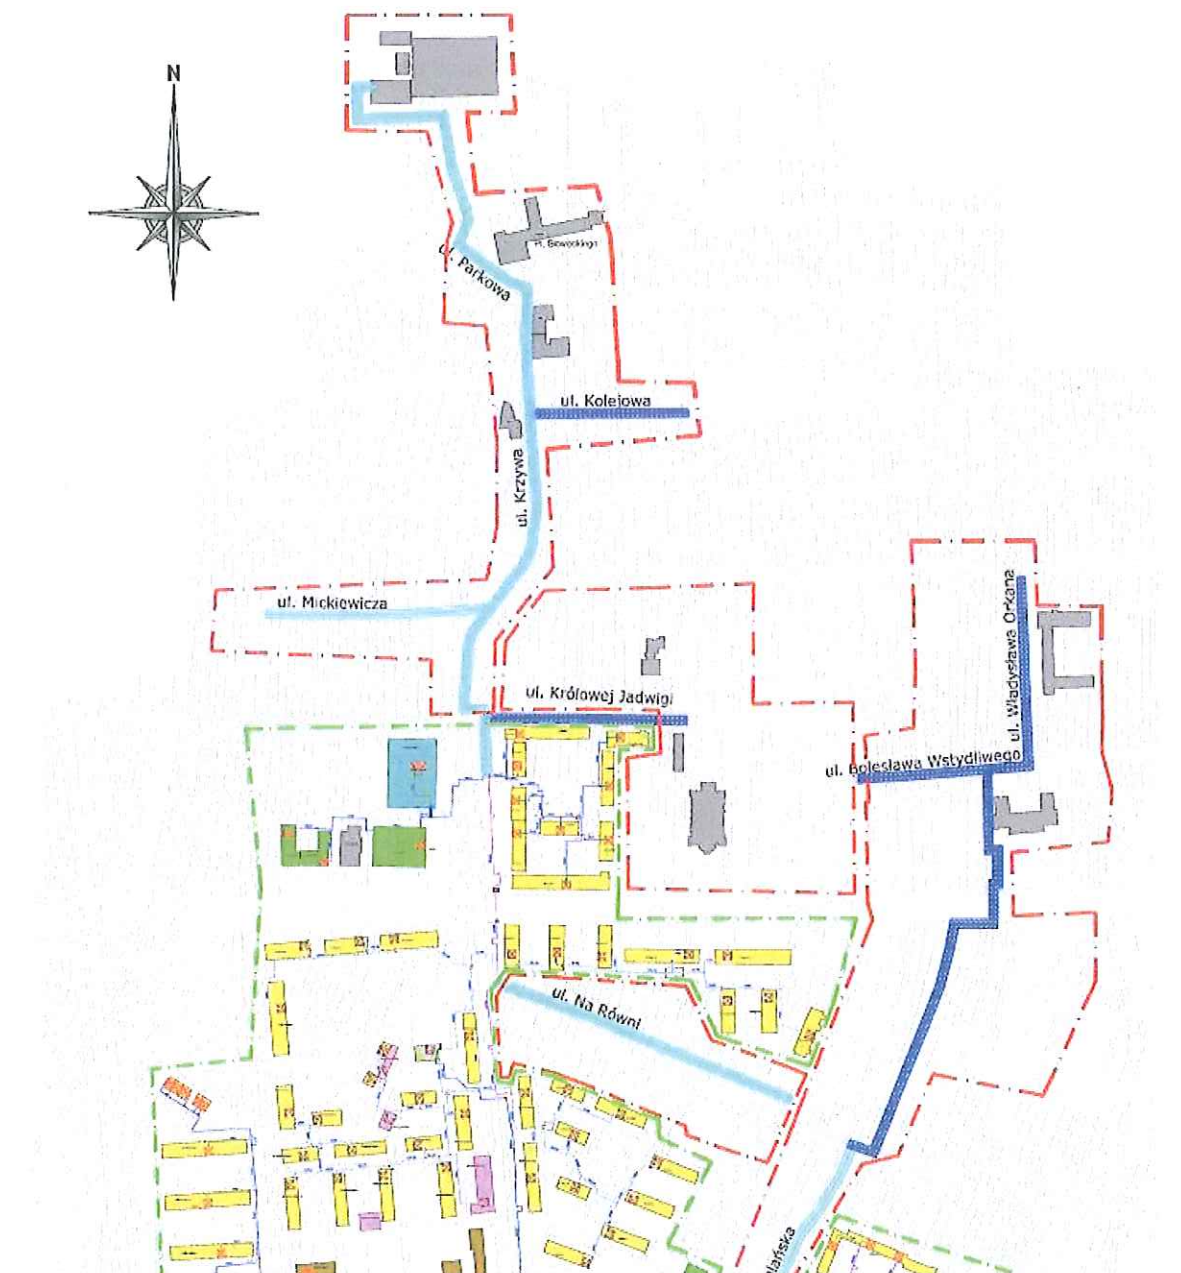 N
ul. Parkowa
ul. Kolejowa
ul. Krzywa
ul. Mickiewicza
ul. Królowej Jadwigi
ul. Władysława Orkana
ul. Bolesława Wstydliwego
ul. Na Równi